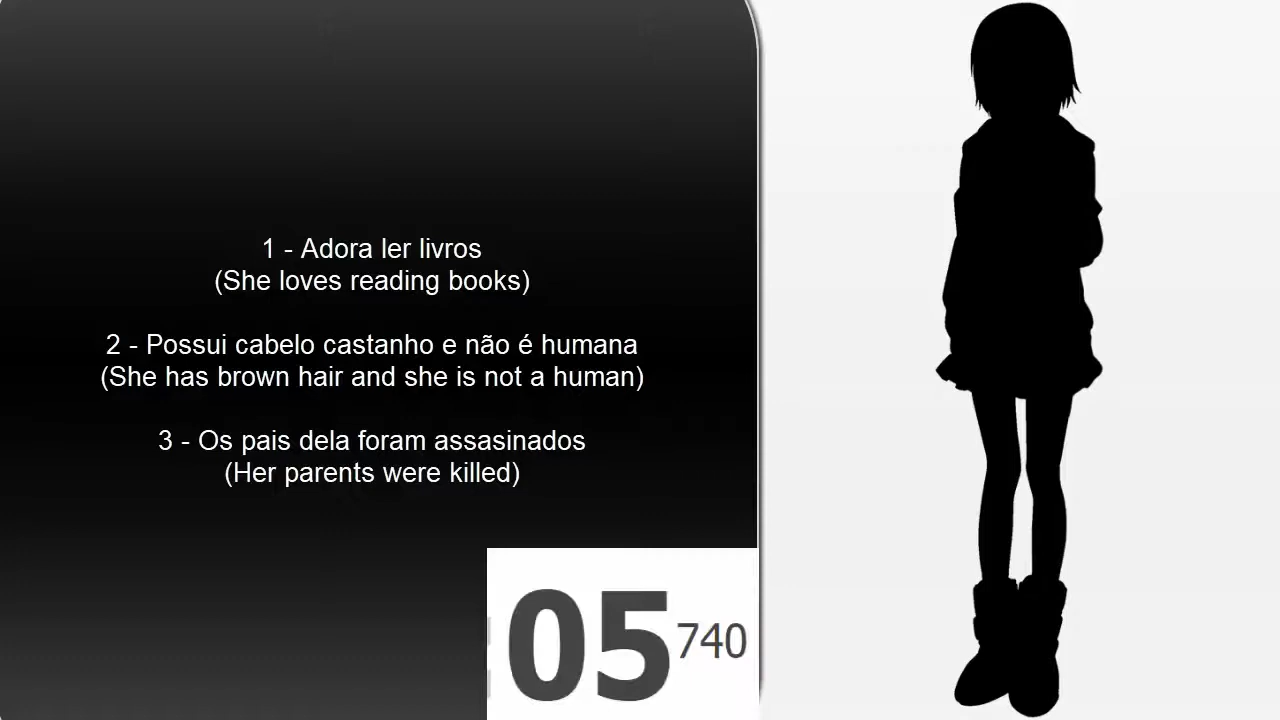 1 - Adora ler livros
(She loves reading books)
2 - Possui cabelo castanho e não é humana
(She has brown hair and she is not a human)
3 - Os pais dela foram assasinados
(Her parents were killed)
05 740